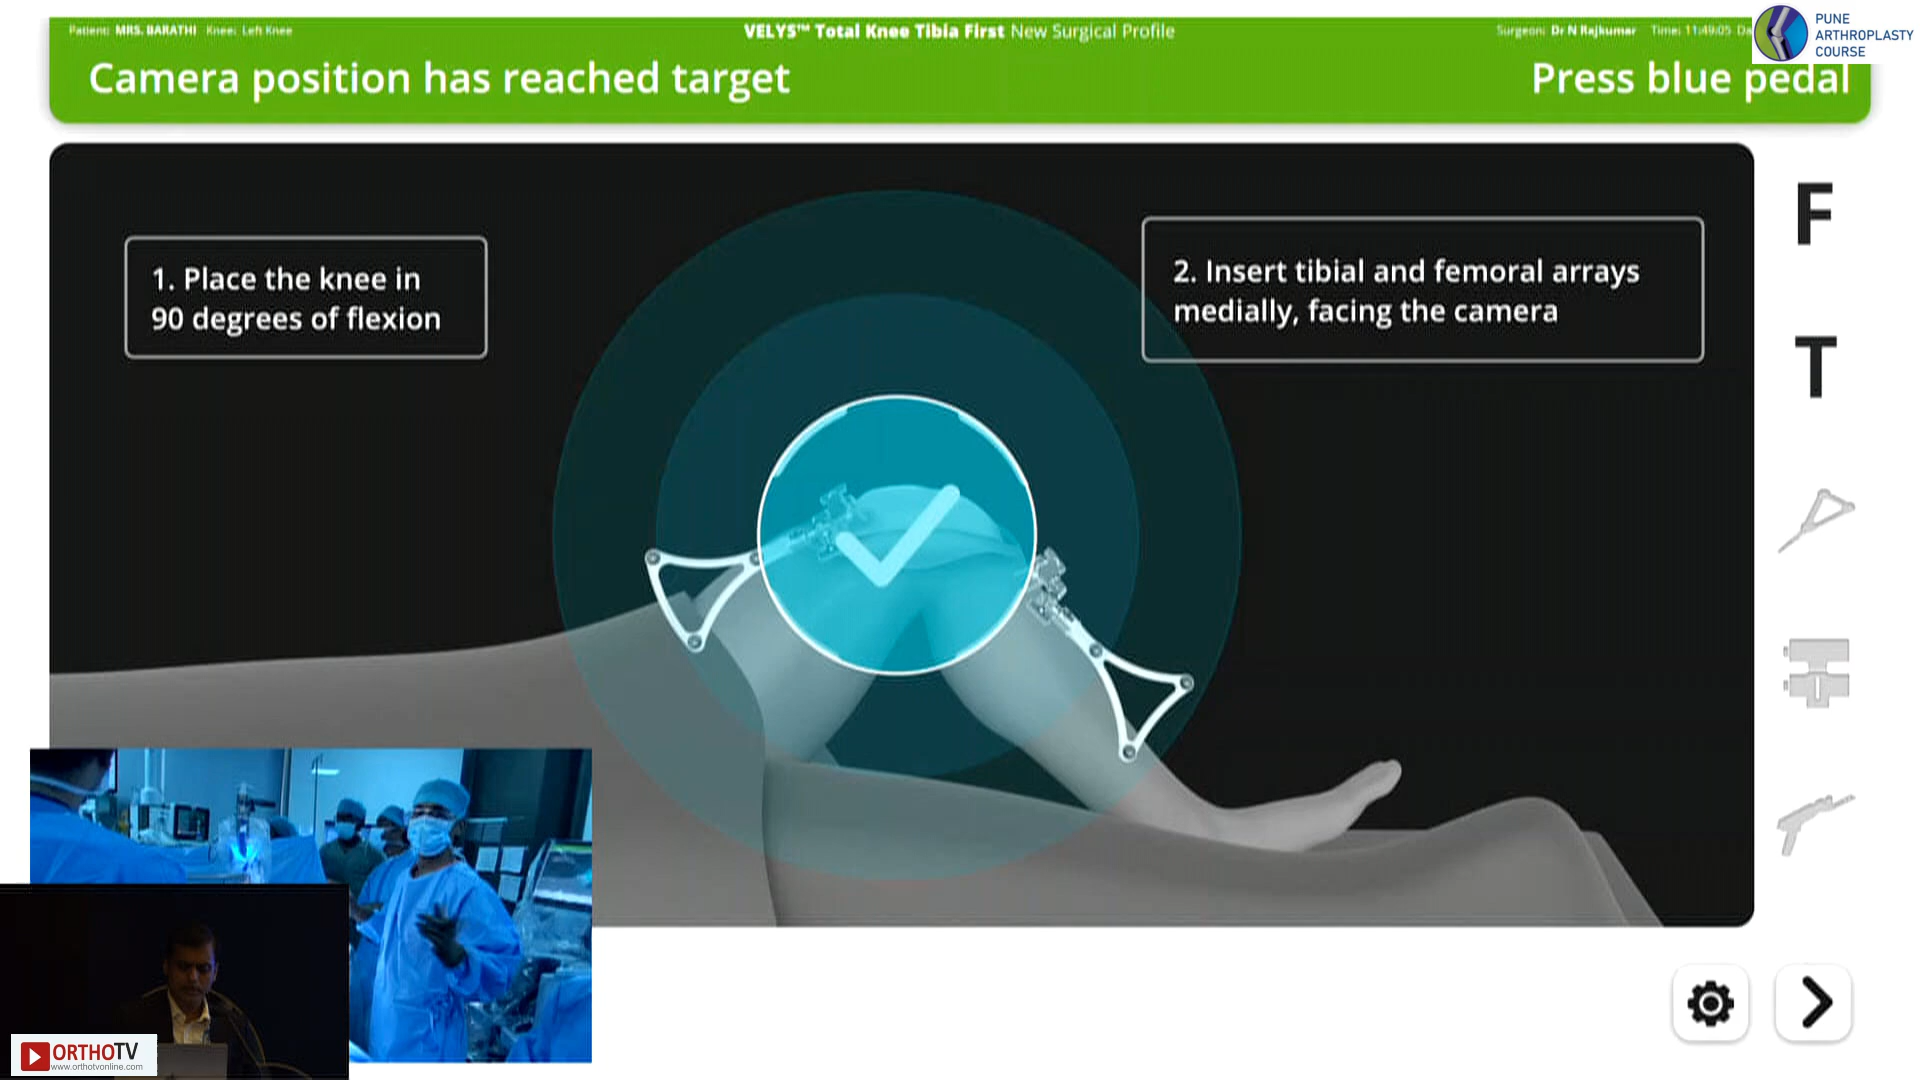 Patient: MRS. BARATHI Knee: Left Knee
VELYS™ Total Knee Tibia First New Surgical Profile
Surgeon: Dr N Rajkumar Time: 11:49:05
PUNE
ARTHROPLASTY
COURSE
Camera position has reached target
Press blue pedal
1. Place the knee in
90 degrees of flexion
2. Insert tibial and femoral arrays
medially, facing the camera
F
T
ORTHOTV
www.orthotvonline.com